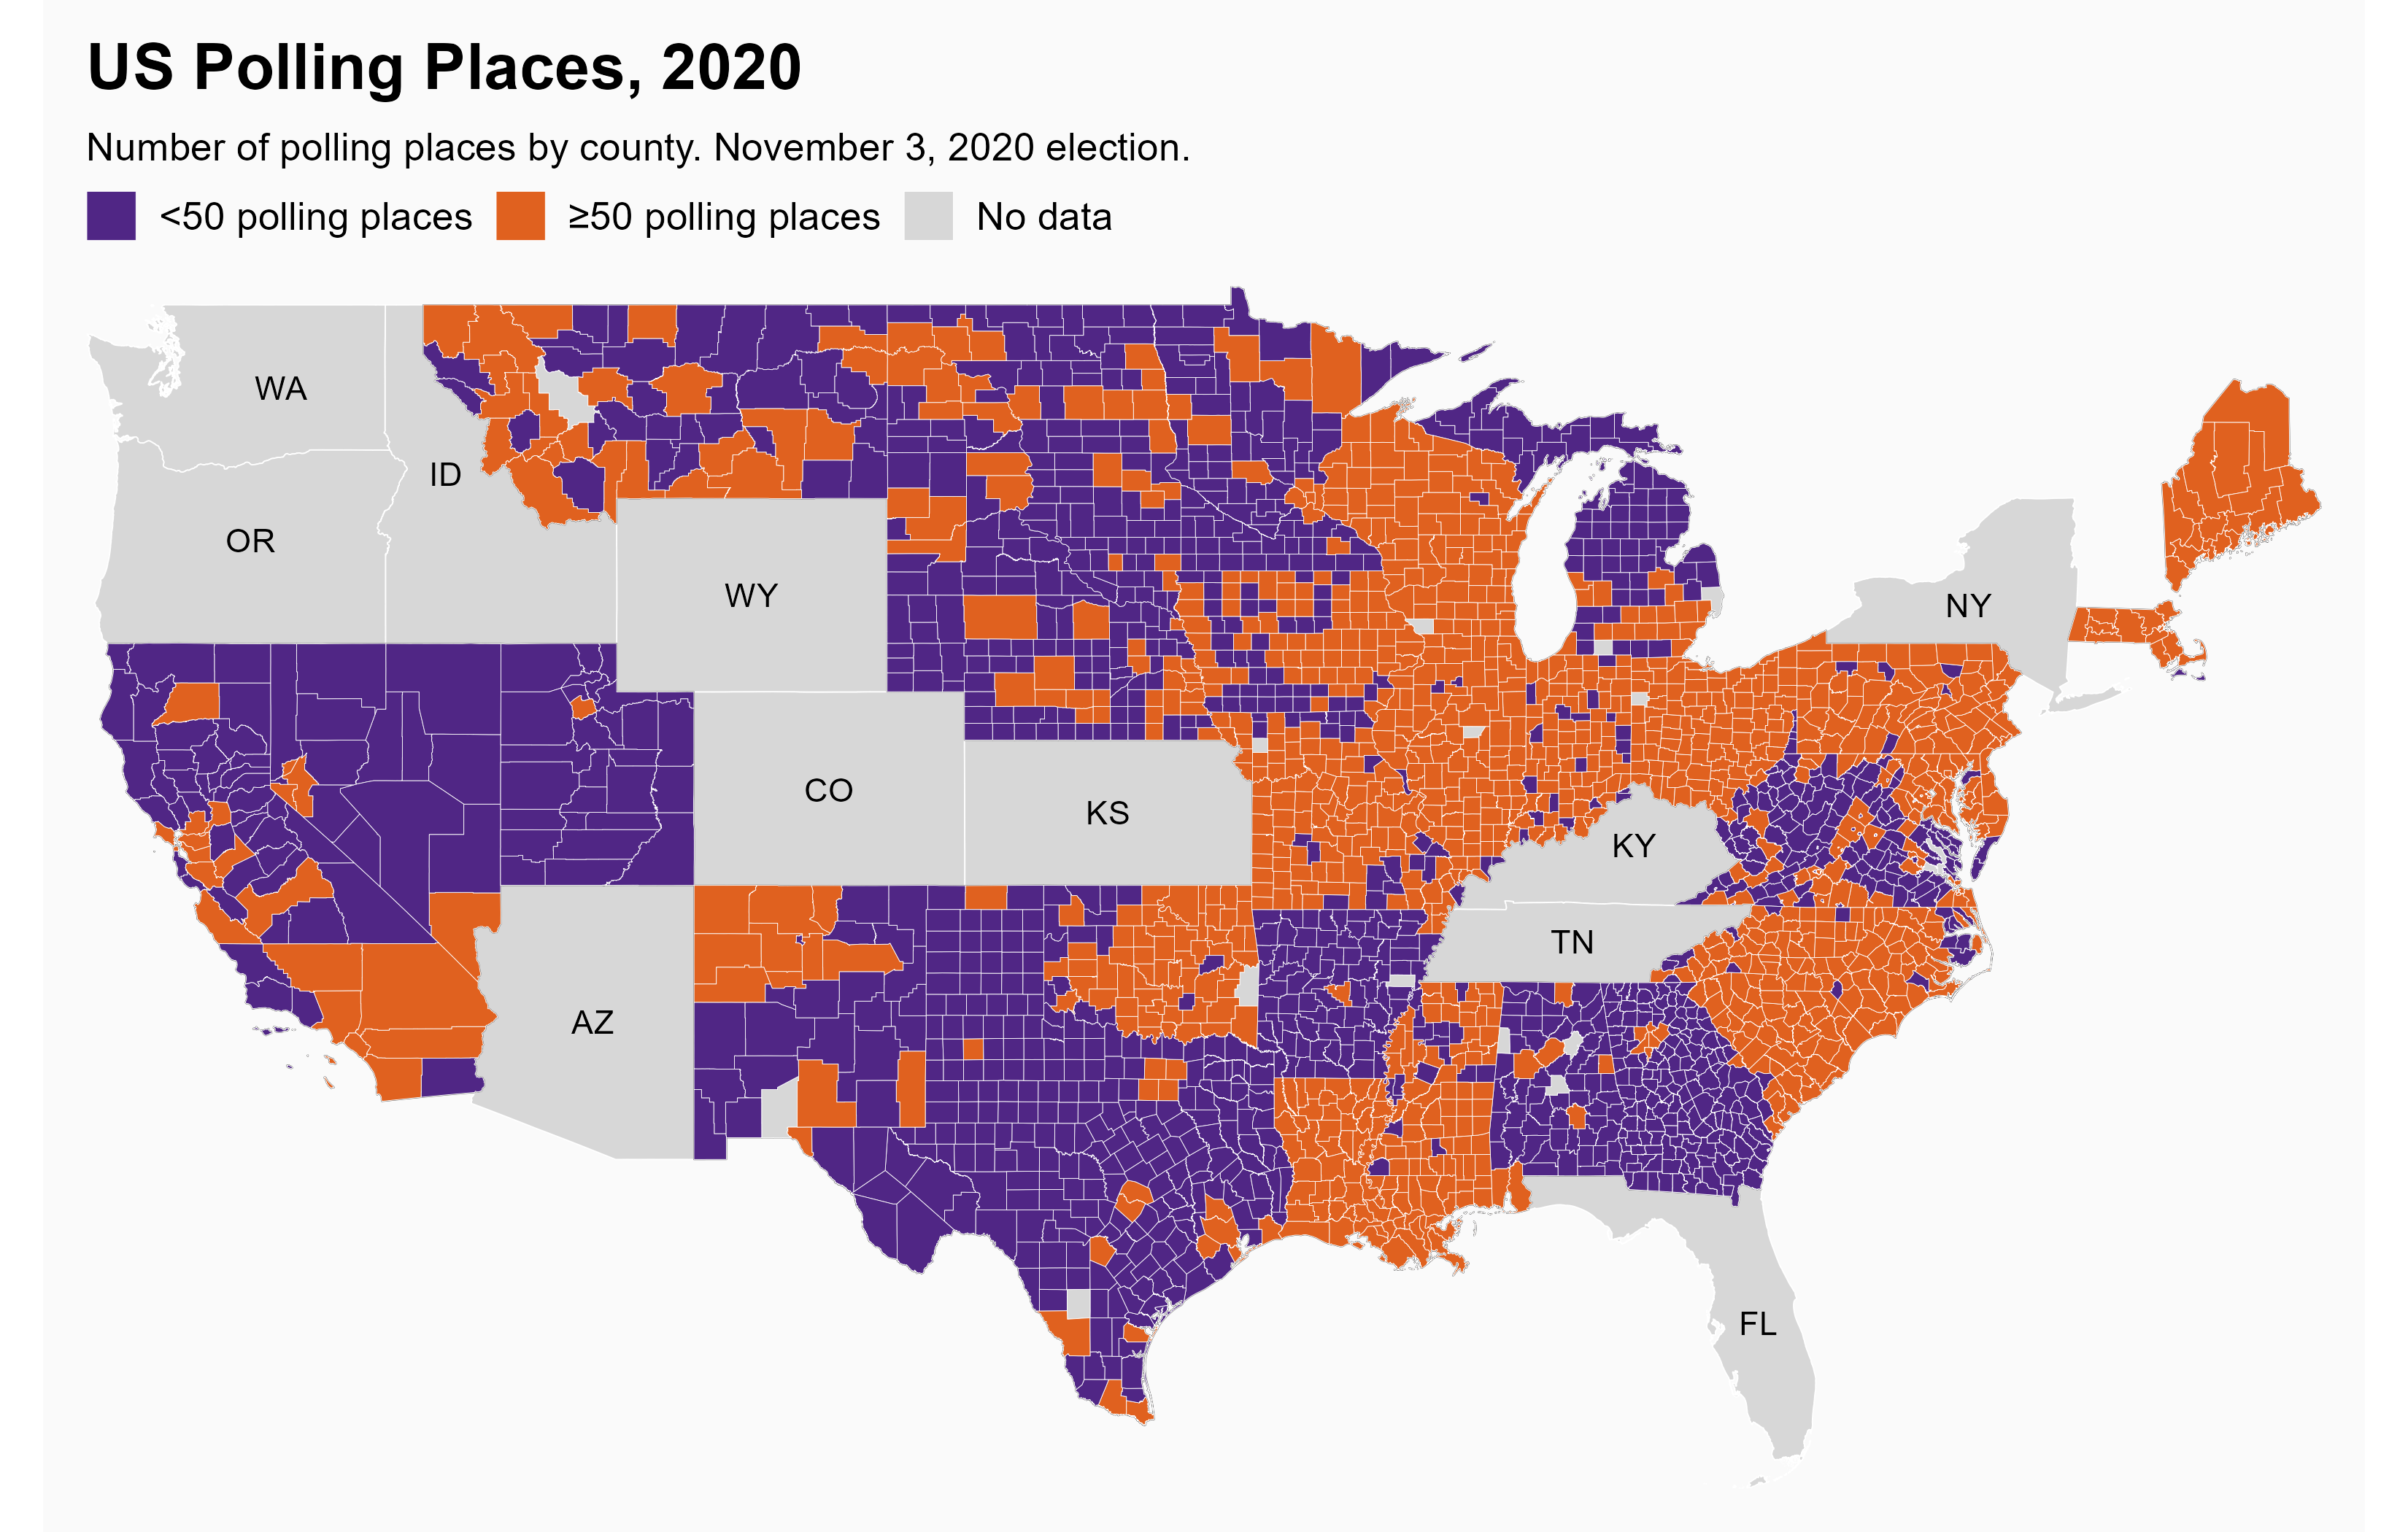 US Polling Places, 2020
Number of polling places by county. November 3, 2020 election.
<50 polling places ≥50 polling places No data
WA
ID
OR
WY
NY
CO
KS
KY
TN
AZ
FL